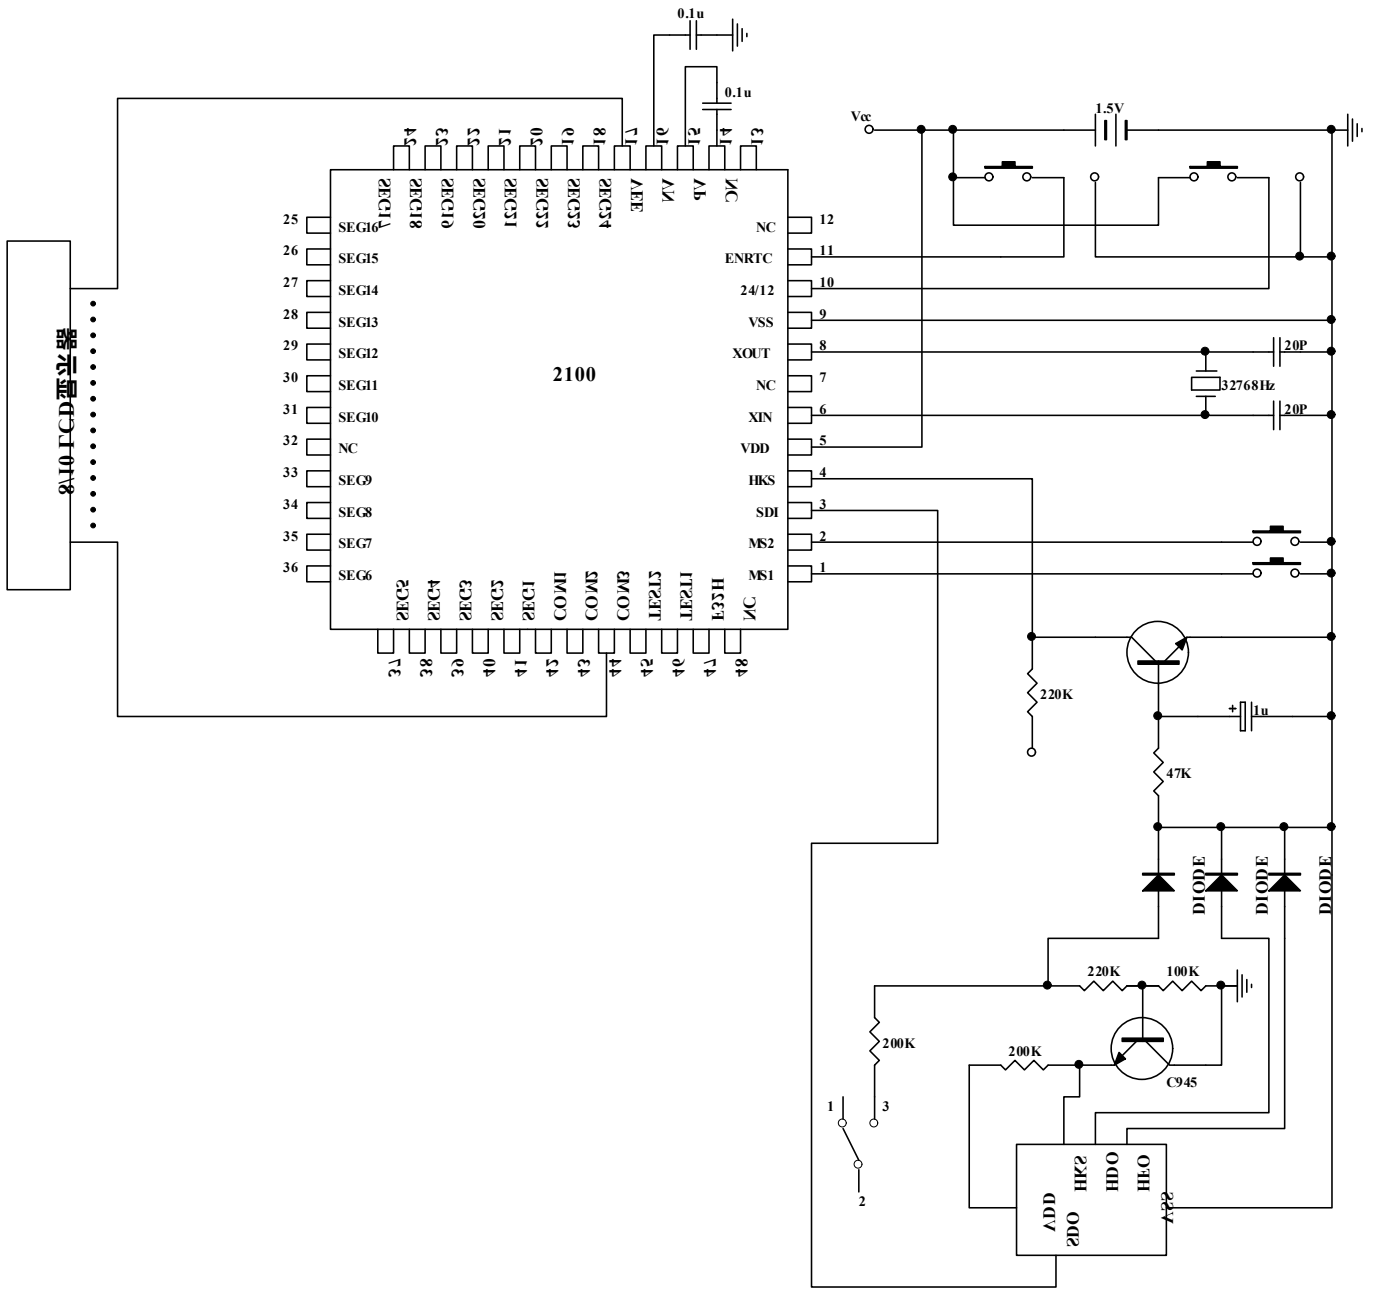 0.1u
0.1u
Vcc
1.5V
24
23
22
21
20
19
18
17
16
15
14
13
SEG17
SEG18
SEG19
SEG20
SEG21
SEG22
SEG23
SEG24
VEE
VN
VP
NC
25
SEG16
NC
12
26
SEG15
ENRTC
11
27
SEG14
24/12
10
28
SEG13
VSS
9
29
SEG12
XOUT
8
20P
30
SEG11
2100
NC
7
32768Hz
31
SEG10
XIN
6
20P
32
NC
VDD
5
33
SEG9
HKS
4
34
SEG8
SDI
3
35
SEG7
MS2
2
36
SEG6
MS1
1
8/10 LCD显示器
SEG5
SEG4
SEG3
SEG2
SEG1
COM1
COM2
COM3
TEST2
TEST1
F32H
NC
37
38
39
40
41
42
43
44
45
46
47
48
220K
+
1u
47K
DIODE
DIODE
DIODE
220K
100K
200K
200K
C945
1
3
2
HKS
HDO
HFO
VDD
SDO
VSS